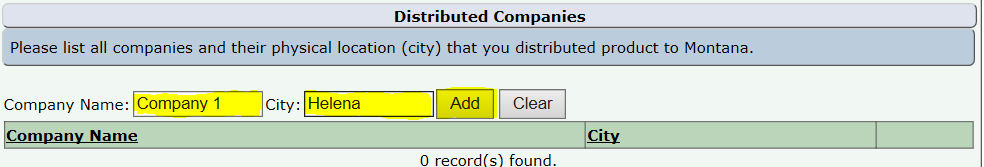 Distributed Companies
Please list all companies and their physical location (city) that you distributed product to Montana.
Company Name: Company 1 City: Helena Add Clear
Company Name City
0 record(s) found.